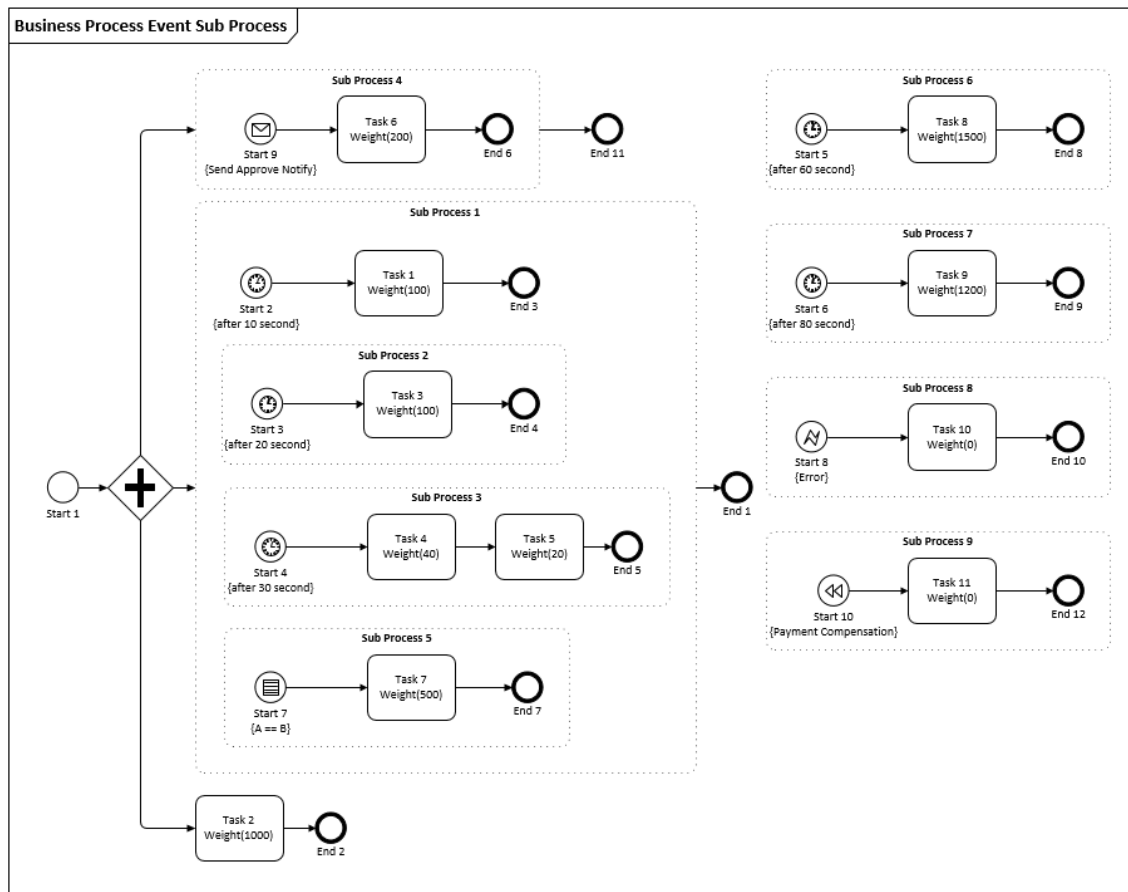 Business Process Event Sub Process
Sub Process 4
Task 6
Weight(200)
Start 9
{Send Approve Notify}
End 6
End 11
Sub Process 1
Task 1
Weight(100)
Start 2
{after 10 second}
End 3
Sub Process 2
Task 3
Weight(100)
Start 3
{after 20 second}
End 4
Sub Process 3
Task 4
Weight(40)
Task 5
Weight(20)
Start 4
{after 30 second}
End 5
Sub Process 5
Task 7
Weight(500)
Start 7
{A == B}
End 7
Start 1
End 1
Task 2
Weight(1000)
End 2
Sub Process 6
Task 8
Weight(1500)
Start 5
{after 60 second}
End 8
Sub Process 7
Task 9
Weight(1200)
Start 6
{after 80 second}
End 9
Sub Process 8
Task 10
Weight(0)
Start 8
{Error}
End 10
Sub Process 9
Task 11
Weight(0)
Start 10
{Payment Compensation}
End 12